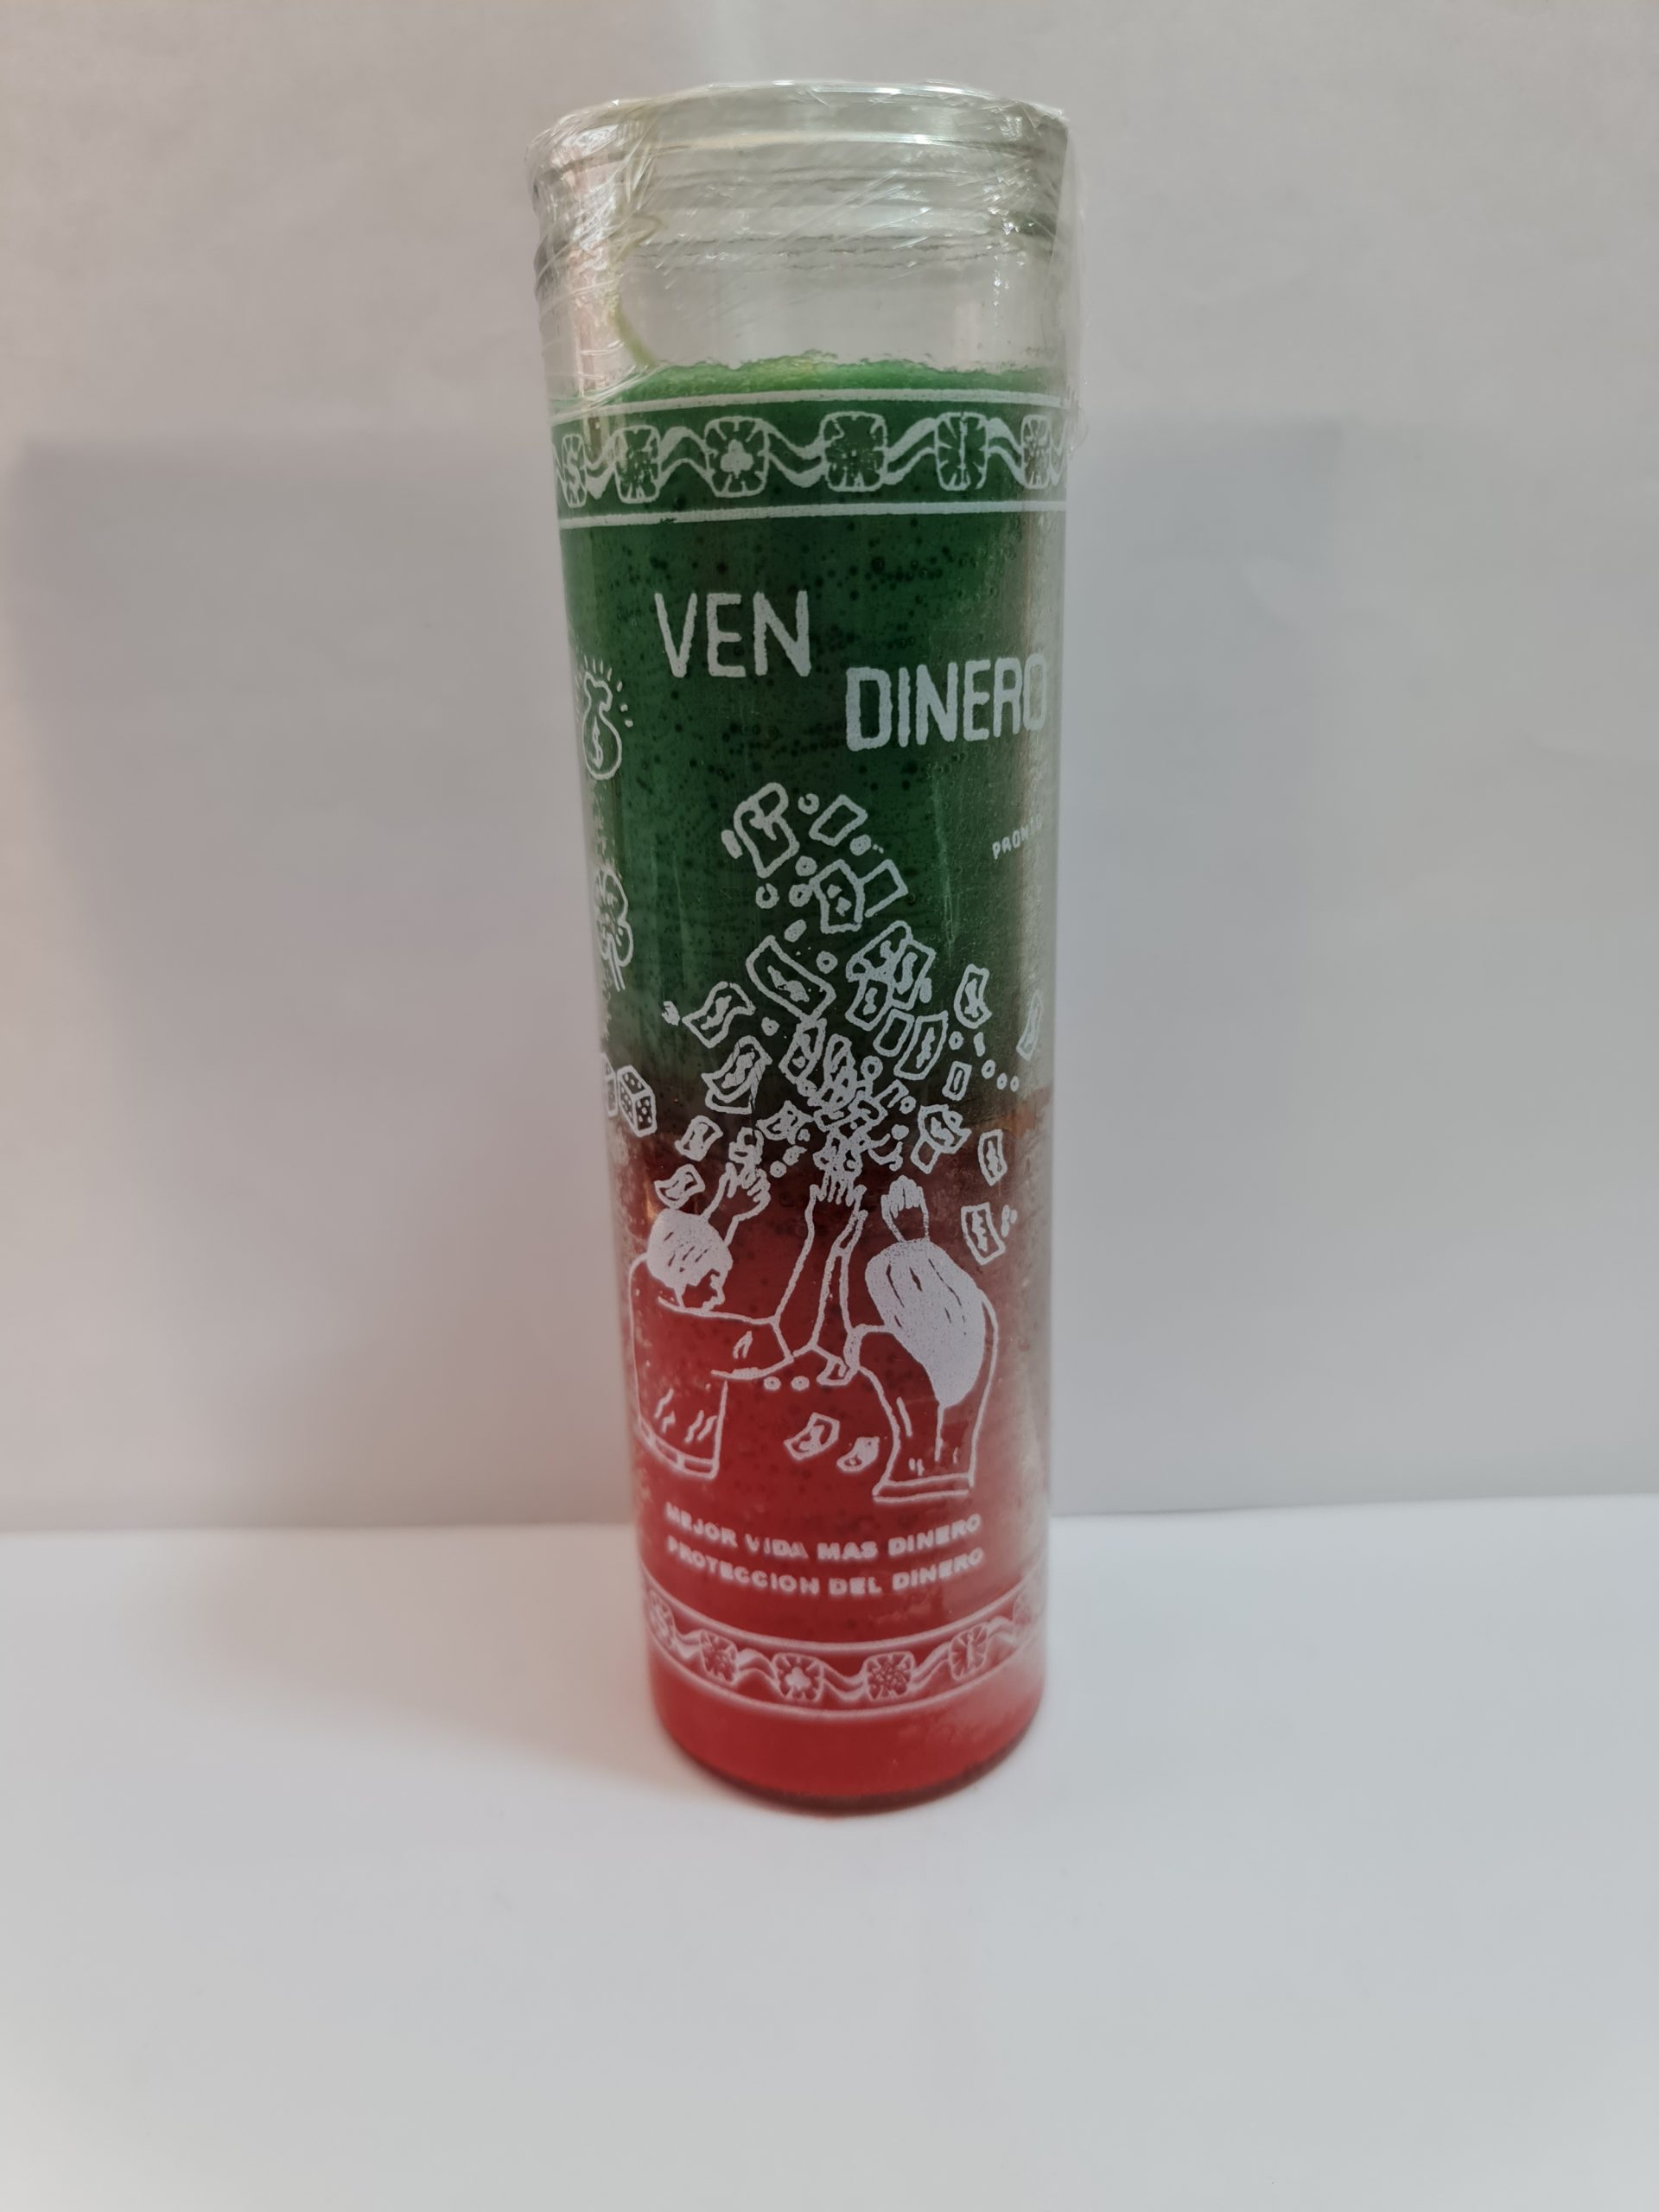 VEN
DINERO
MEJOR VIDA MAS DINERO
PROTECCION DEL DINERO